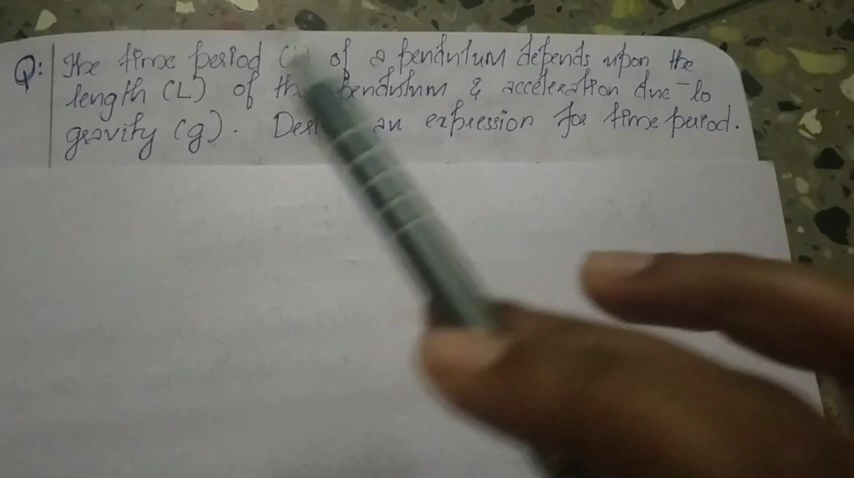 Q: The time period ( ) of a pendulum depends upon the
length (L) of pendulum & acceleration due to
gravity (g). an expression for time period.